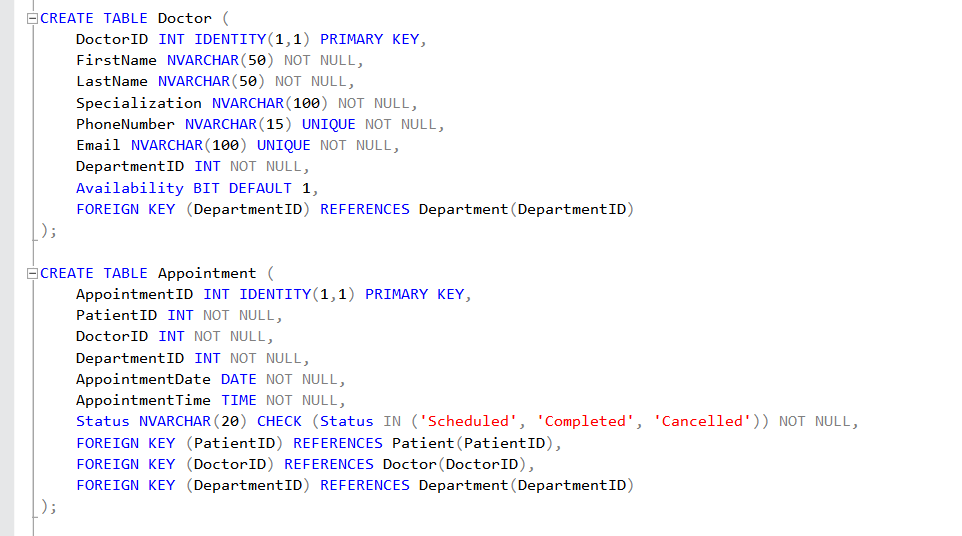 CREATE TABLE Doctor (
    DoctorID INT IDENTITY(1,1) PRIMARY KEY,
    FirstName NVARCHAR(50) NOT NULL,
    LastName NVARCHAR(50) NOT NULL,
    Specialization NVARCHAR(100) NOT NULL,
    PhoneNumber NVARCHAR(15) UNIQUE NOT NULL,
    Email NVARCHAR(100) UNIQUE NOT NULL,
    DepartmentID INT NOT NULL,
    Availability BIT DEFAULT 1,
    FOREIGN KEY (DepartmentID) REFERENCES Department(DepartmentID)
);
CREATE TABLE Appointment (
    AppointmentID INT IDENTITY(1,1) PRIMARY KEY,
    PatientID INT NOT NULL,
    DoctorID INT NOT NULL,
    DepartmentID INT NOT NULL,
    AppointmentDate DATE NOT NULL,
    AppointmentTime TIME NOT NULL,
    Status NVARCHAR(20) CHECK (Status IN ('Scheduled', 'Completed', 'Cancelled')) NOT NULL,
    FOREIGN KEY (PatientID) REFERENCES Patient(PatientID),
    FOREIGN KEY (DoctorID) REFERENCES Doctor(DoctorID),
    FOREIGN KEY (DepartmentID) REFERENCES Department(DepartmentID)
);